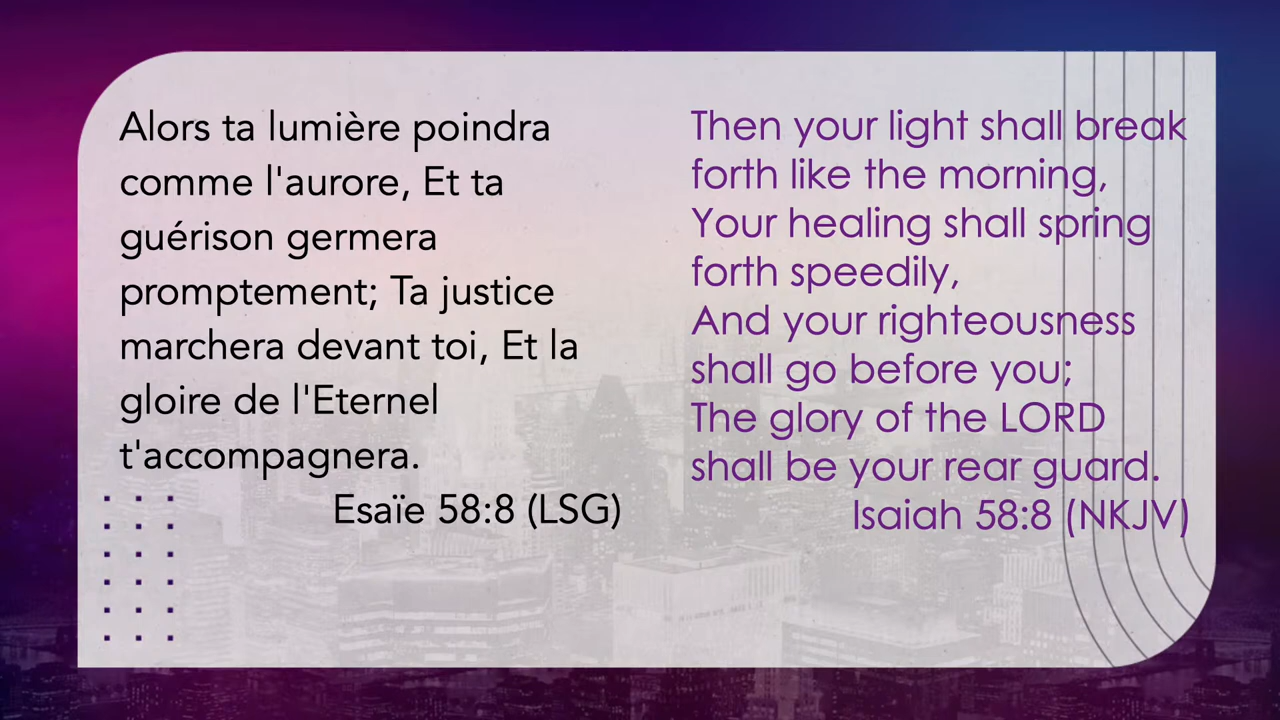 Alors ta lumière poindra
comme l'aurore, Et ta
guérison germera
promptement; Ta justice
marchera devant toi, Et la
gloire de l'Eternel
t'accompagnera.
Esaïe 58:8 (LSG)
Then your light shall break
forth like the morning,
Your healing shall spring
forth speedily,
And your righteousness
shall go before you;
The glory of the LORD
shall be your rear guard.
Isaiah 58:8 (NKJV)